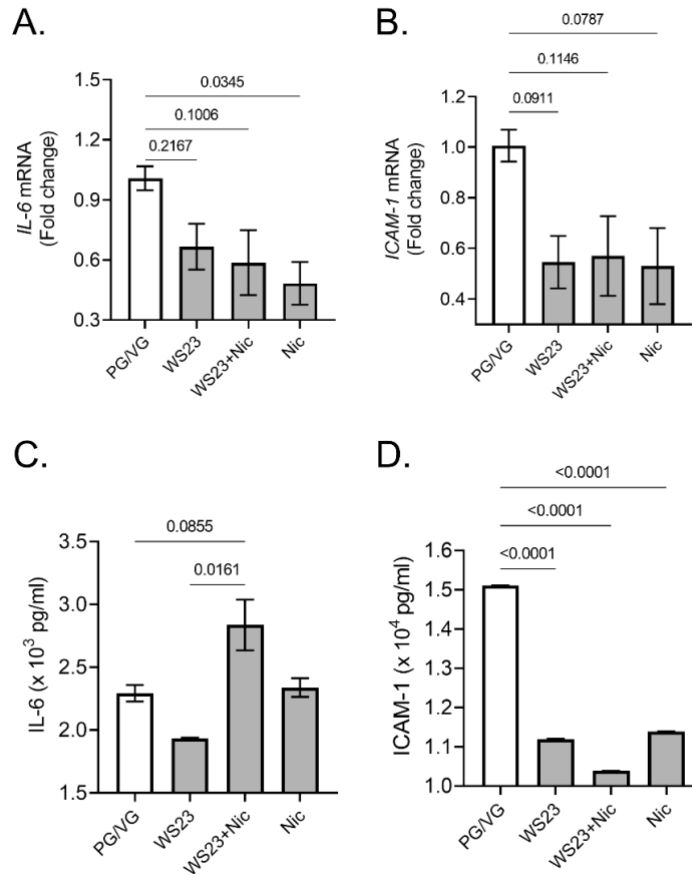 A.
0.0345
0.1006
0.2167
1.5
1.2
0.9
0.6
0.3
IL-6 mRNA
(Fold change)
PG/VG
WS23
WS23+Nic
Nic
B.
0.0787
0.1146
0.0911
1.2
1.0
0.8
0.6
0.4
ICAM-1 mRNA
(Fold change)
PG/VG
WS23
WS23+Nic
Nic
C.
0.0855
0.0161
3.5
3.0
2.5
2.0
1.5
IL-6 (x 10³ pg/ml)
PG/VG
WS23
WS23+Nic
Nic
D.
<0.0001
<0.0001
<0.0001
1.6
1.5
1.4
1.3
1.2
1.1
1.0
ICAM-1 (x 10⁴ pg/ml)
PG/VG
WS23
WS23+Nic
Nic